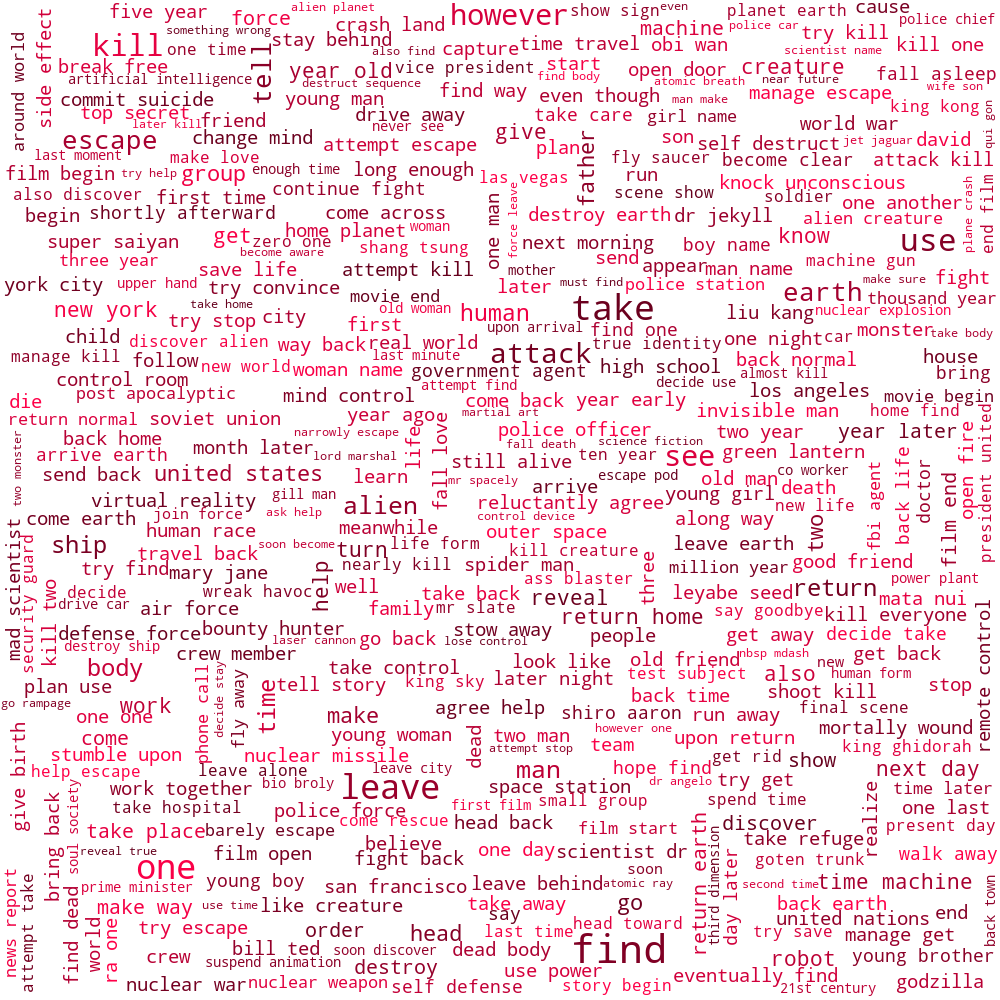 five year
alien planet
force
something wrong
kill
one time
crash land
stay behind
also find
however
show sign
even
planet earth
cause
machine
police car
try kill
police chief
capture
time travel
obi wan
scientist name
kill one
around world
side effect
break free
artificial intelligence
tell
year old
vice president
start
open door
creature
fall asleep
destruct sequence
find body
atomic breath
near future
wife son
commit suicide
young man
find way
even though
man make
manage escape
king kong
qui gon
top secret
later kill
friend
drive away
never see
take care
girl name
world war
escape
change mind
attempt escape
give
plan
father
son
self destruct
jet jaguar
david
last moment
make love
enough time
long enough
fly saucer
become clear
attack kill
film begin
try help
group
las vegas
run
knock unconscious
also discover
first time
continue fight
force leave
scene show
soldier
one another
plane crash
end film
begin
shortly afterward
come across
one man
destroy earth
dr jekyll
alien creature
super saiyan
get
zero one
home planet
woman
shang tsung
next morning
boy name
know
use
three year
become aware
save life
attempt kill
mother
send
appear
man name
machine gun
york city
upper hand
try convince
later
must find
police station
earth
make sure
fight
thousand year
new york
take home
movie end
old woman
human
take
liu kang
nuclear explosion
try stop
city
first
upon arrival
find one
child
discover alien
way back
real world
attack
true identity
one night
car
monster
take body
manage kill
follow
new world
woman name
last minute
government agent
high school
back normal
almost kill
house
bring
control room
attempt find
decide use
los angeles
movie begin
die
post apocalyptic
mind control
come back
year early
invisible man
home find
return normal
soviet union
year ago
martial art
police officer
two year
year later
president united
open fire
two monster
back home
month later
narrowly escape
life
fall love
fall death
science fiction
see
green lantern
arrive earth
lord marshal
still alive
ten year
send back
united states
learn
mr spacely
arrive
escape pod
old man
co worker
death
fbi agent
back life
doctor
film end
virtual reality
gill man
alien
reluctantly agree
young girl
new life
come earth
join force
ask help
control device
along way
two
mad scientist
human race
meanwhile
outer space
ship
security guard
travel back
soon become
turn
life form
kill creature
leave earth
good friend
kill two
try find
mary jane
nearly kill
spider man
million year
power plant
decide
wreak havoc
help
well
ass blaster
three
leyabe seed
return
mata nui
drive car
air force
family
take back
reveal
mr slate
say goodbye
kill everyone
return home
defense force
bounty hunter
laser cannon
go back
lose control
stow away
people
get away
decide take
remote control
destroy ship
crew member
look like
old friend
nbsp mdash
new
get back
body
phone call
decide stay
fly away
time
take control
later night
test subject
also
human form
plan use
tell story
king sky
back time
shoot kill
stop
go rampage
work
make
agree help
shiro aaron
run away
final scene
one one
mortally wound
come
young woman
dead
two man
however one
upon return
stumble upon
nuclear missile
attempt stop
team
get rid
show
king ghidorah
give birth
help escape
leave alone
leave city
man
hope find
next day
bio broly
leave
space station
dr angelo
try get
work together
spend time
time later
bring back
soul society
take hospital
police force
come rescue
first film
small group
one last
take place
barely escape
head back
film start
return earth
discover
realize
present day
believe
third dimension
day later
take refuge
reveal true
film open
fight back
one day
scientist dr
goten trunk
walk away
one
soon
prime minister
young boy
san francisco
leave behind
atomic ray
second time
time machine
news report
attempt take
find dead
world
ra one
make way
use time
like creature
take away
go
back earth
back town
say
united nations
end
try escape
order
head
last time
head toward
try save
manage get
bill ted
soon discover
dead body
find
crew
suspend animation
destroy
robot
young brother
use power
eventually find
nuclear war
nuclear weapon
self defense
story begin
21st century
godzilla